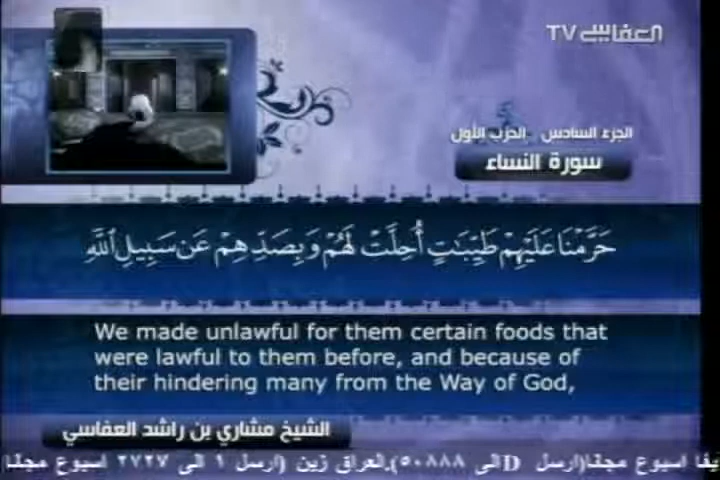 العفاسي TV
الجزء السادس الحزب الأول
سورة النساء
حَرَّمْنَا عَلَيْهِمْ طَيِّبَاتٍ أُحِلَّتْ لَهُمْ وَبِصَدِّهِمْ عَن سَبِيلِ اللَّهِ
We made unlawful for them certain foods that
were lawful to them before, and because of
their hindering many from the Way of God,
الشيخ مشاري بن راشد العفاسي
اسبوع مجانا(ارسل D الى ٥٠٨٨٨),العراق زين (ارسل ١ الى ٢٧٢٧ اسبوع مجانا